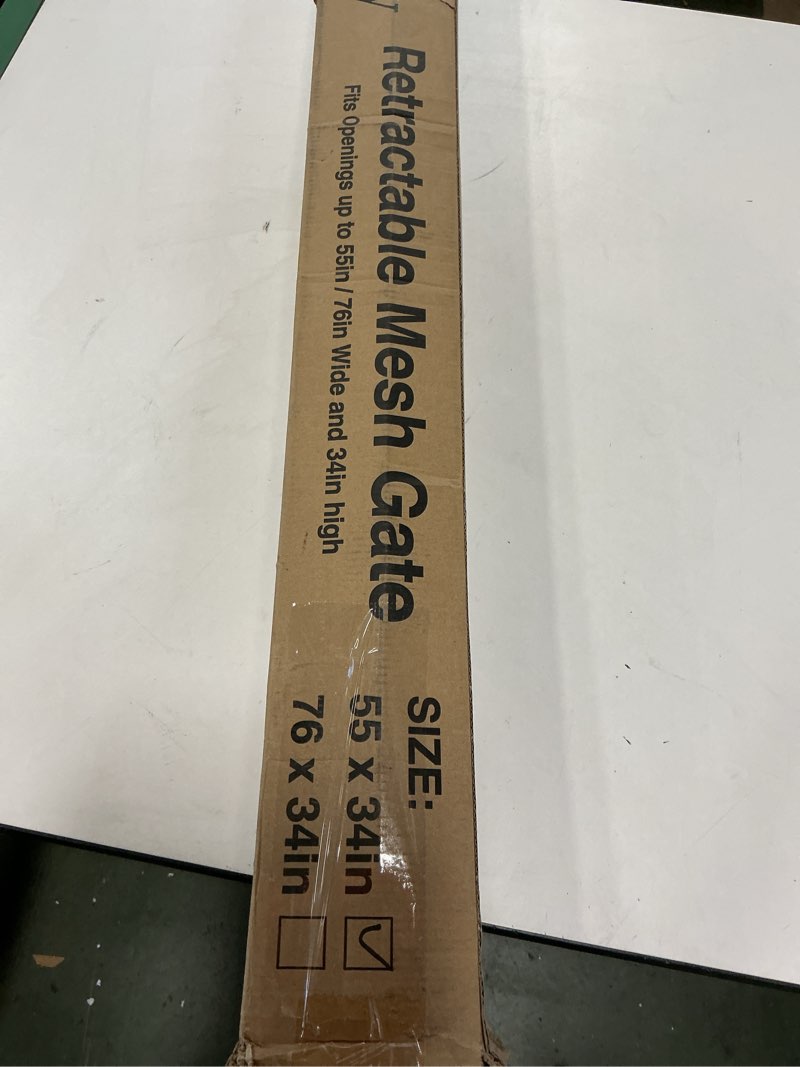 Retractable Mesh Gate
Fits Openings up to 55in / 76in Wide and 34in high
SIZE:
55 x 34in
76 x 34in